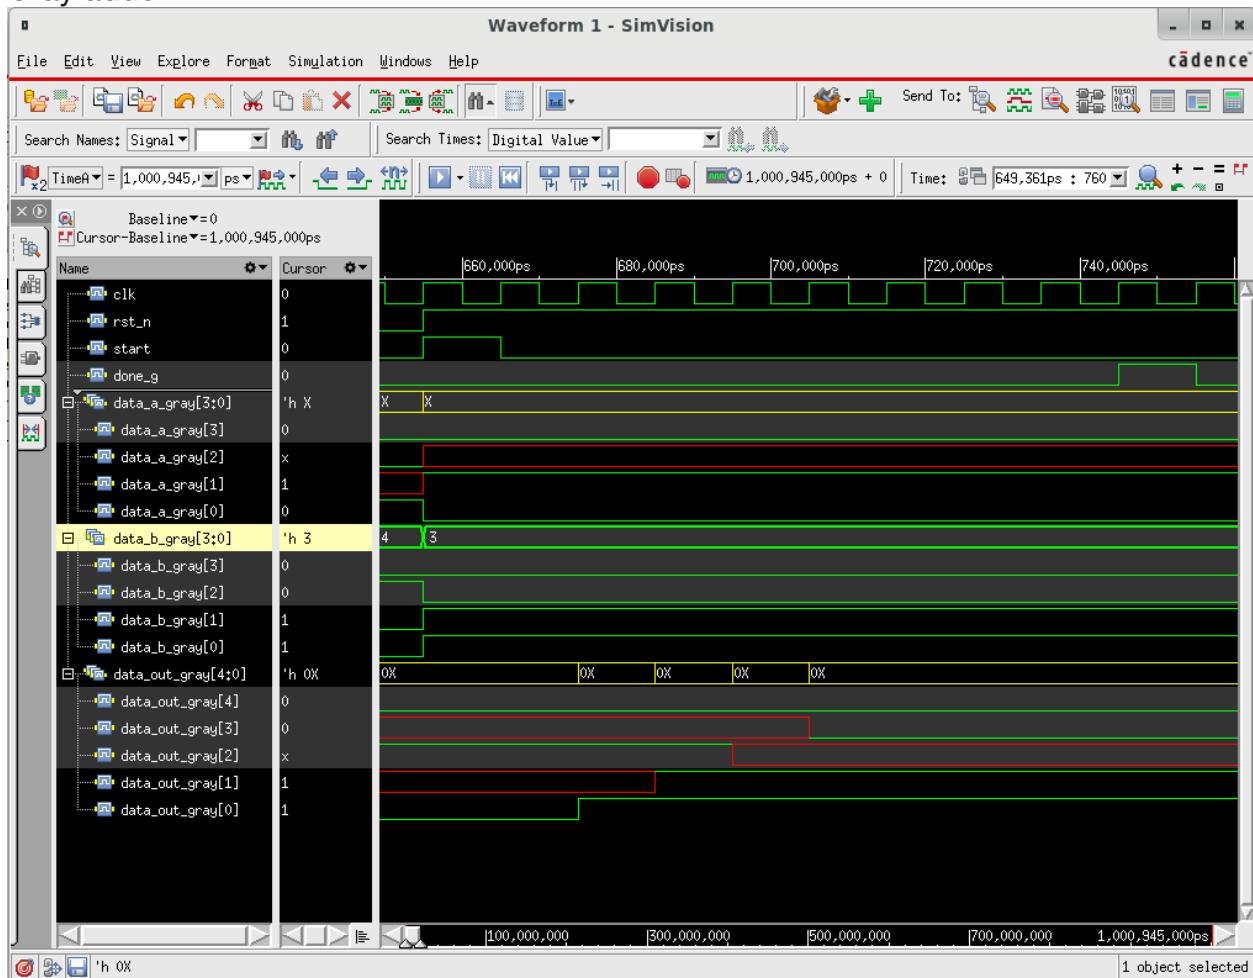 Waveform 1 - SimVision
File Edit View Explore Format Simulation Windows Help cādence
Send To:
Search Names: Signal Search Times: Digital Value
x2 TimeA = 1,000,945, ps 1,000,945,000ps + 0 Time: 649,361ps : 760
Baseline=0
Cursor-Baseline=1,000,945,000ps
Name Cursor 660,000ps 680,000ps 700,000ps 720,000ps 740,000ps
clk 0
rst_n 1
start 0
done_g 0
data_a_gray[3:0] 'h X X X
data_a_gray[3] 0
data_a_gray[2] x
data_a_gray[1] 1
data_a_gray[0] 0
data_b_gray[3:0] 'h 3 4 3
data_b_gray[3] 0
data_b_gray[2] 0
data_b_gray[1] 1
data_b_gray[0] 1
data_out_gray[4:0] 'h 0X 0X 0X 0X 0X 0X
data_out_gray[4] 0
data_out_gray[3] 0
data_out_gray[2] x
data_out_gray[1] 1
data_out_gray[0] 1
100,000,000 300,000,000 500,000,000 700,000,000 1,000,945,000ps
'h 0X 1 object selected